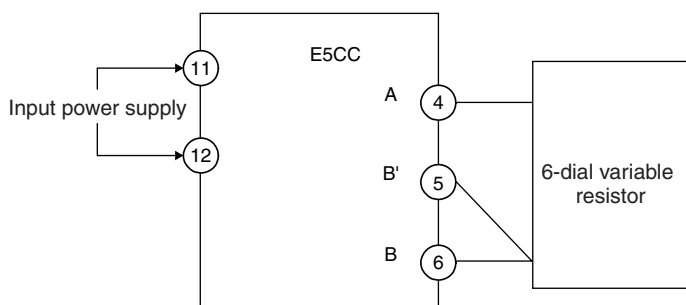 E5CC
11
Input power supply
12
A
4
B'
5
B
6
6-dial variable
resistor